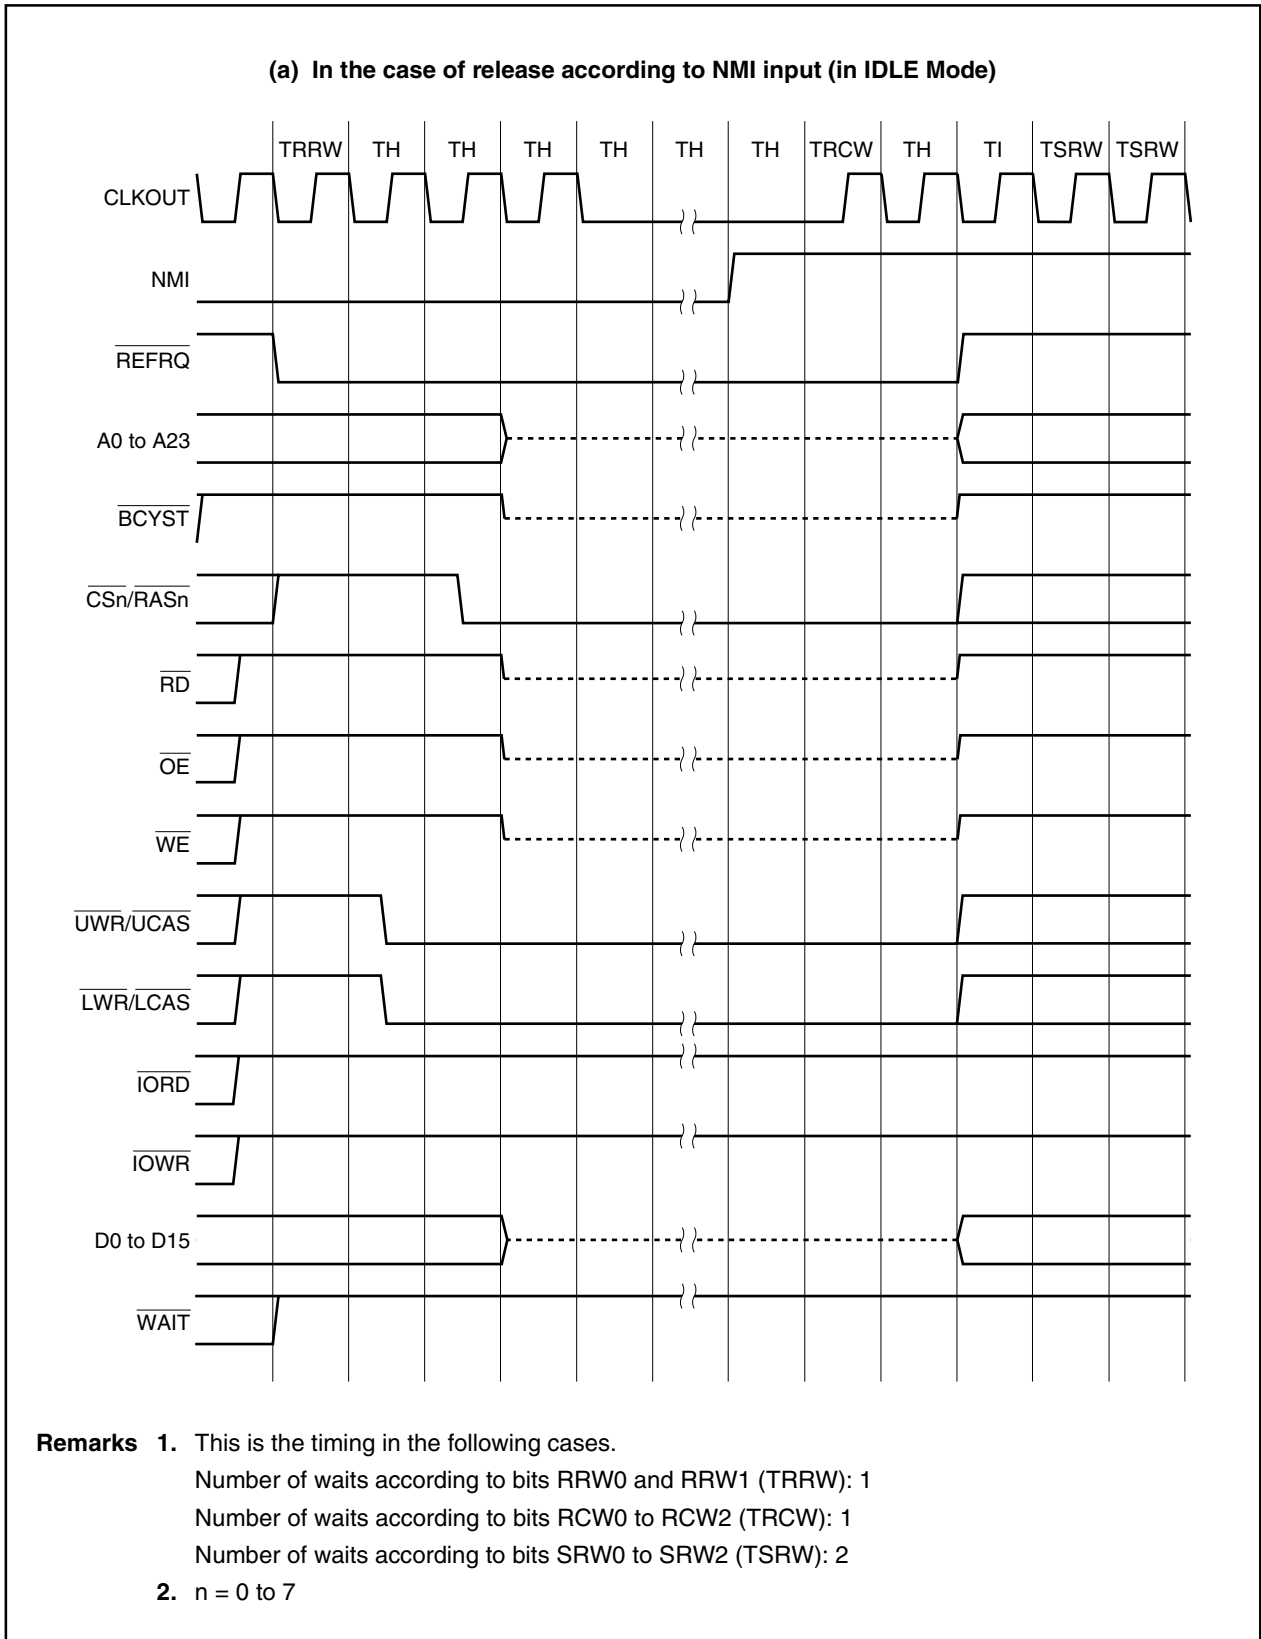 (a) In the case of release according to NMI input (in IDLE Mode)
TRRW TH TH TH TH TH TH TRCW TH TI TSRW TSRW
CLKOUT
NMI
REFRQ
A0 to A23
BCYST
CSn/RASn
RD
OE
WE
UWR/UCAS
LWR/LCAS
IORD
IOWR
D0 to D15
WAIT
Remarks 1. This is the timing in the following cases.
Number of waits according to bits RRW0 and RRW1 (TRRW): 1
Number of waits according to bits RCW0 to RCW2 (TRCW): 1
Number of waits according to bits SRW0 to SRW2 (TSRW): 2
2. n = 0 to 7